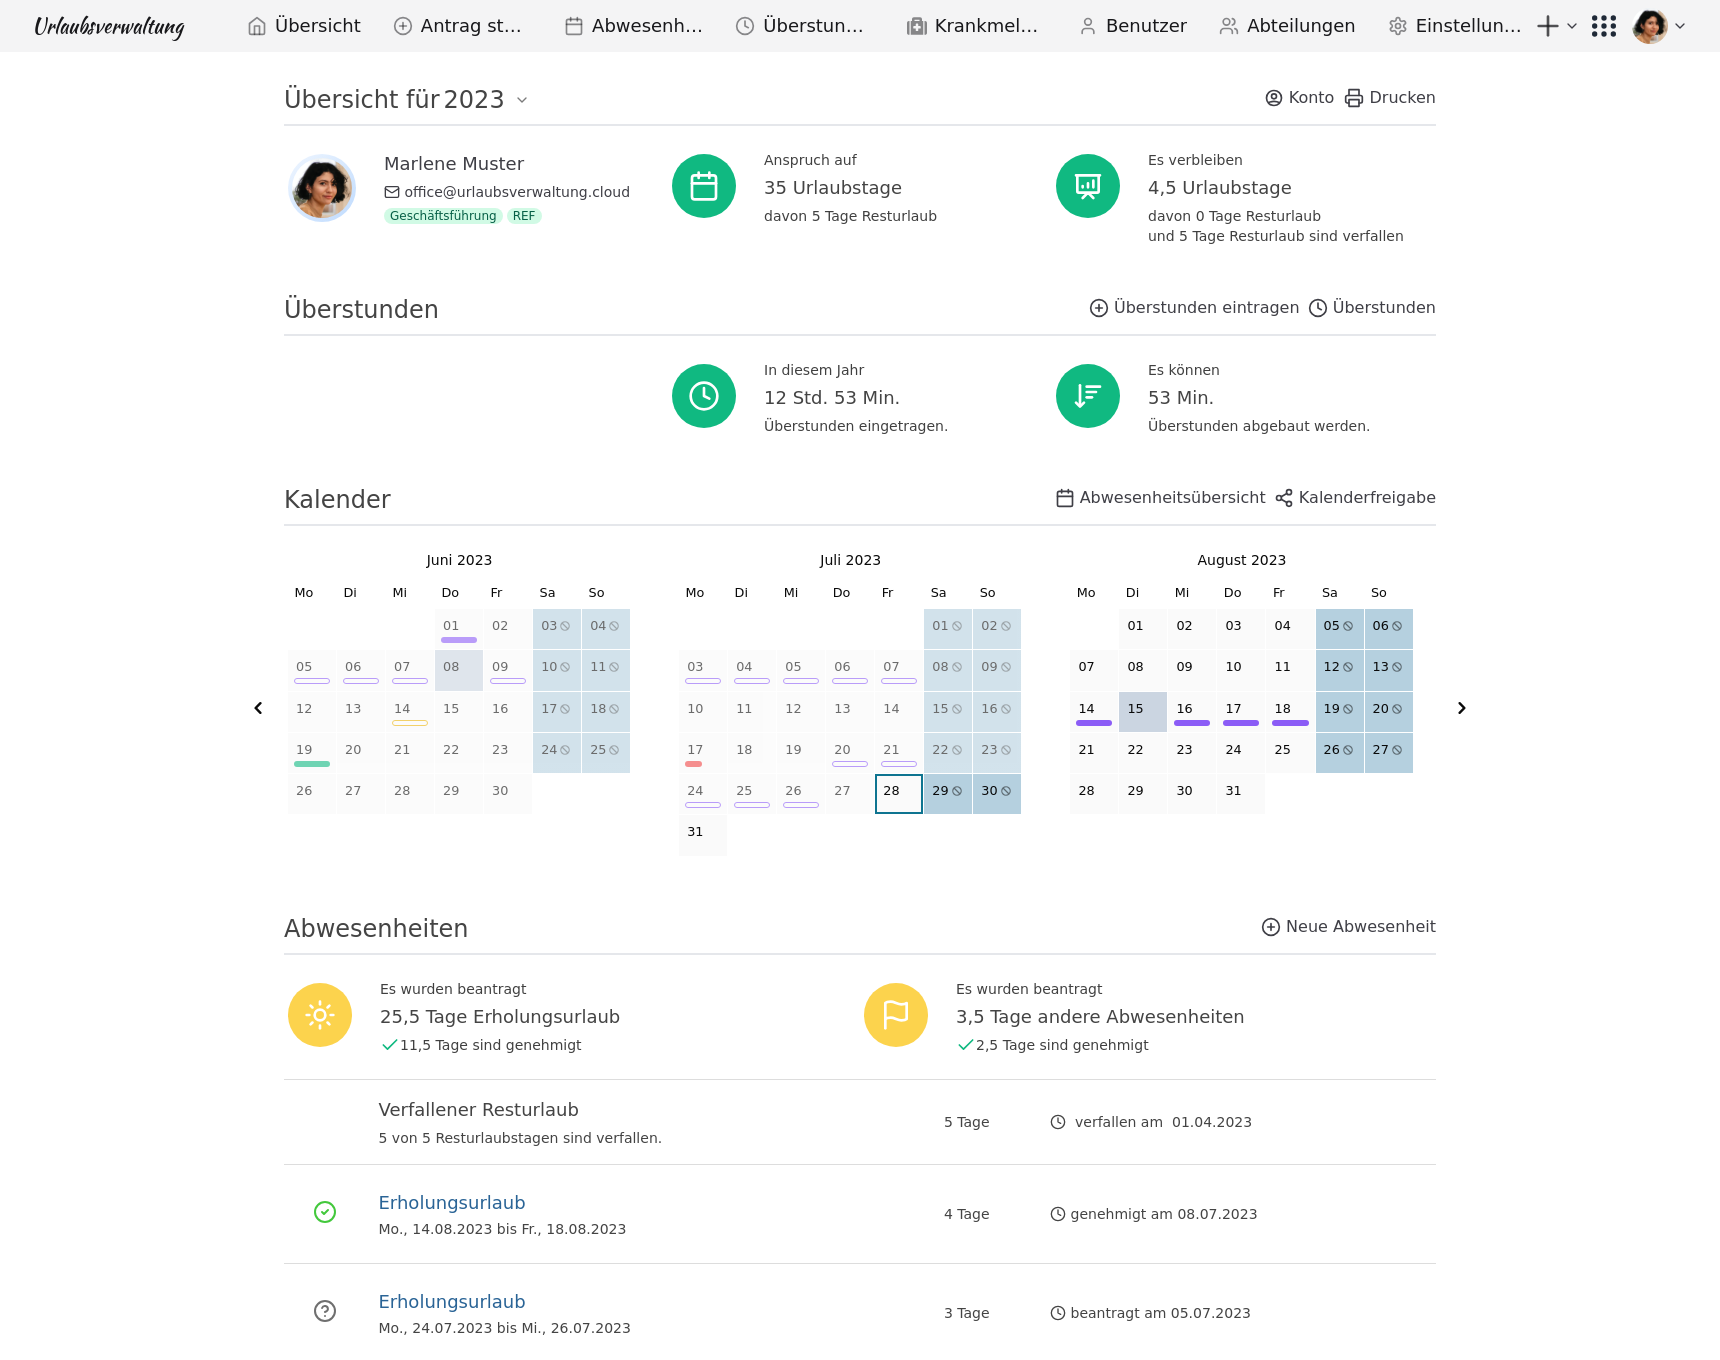 Urlaubsverwaltung Übersicht Antrag st… Abwesenh… Überstun… Krankmel… Benutzer Abteilungen Einstellun…
Übersicht für 2023 Konto Drucken
Marlene Muster
office@urlaubsverwaltung.cloud
Geschäftsführung REF
Anspruch auf
35 Urlaubstage
davon 5 Tage Resturlaub
Es verbleiben
4,5 Urlaubstage
davon 0 Tage Resturlaub
und 5 Tage Resturlaub sind verfallen
Überstunden Überstunden eintragen Überstunden
In diesem Jahr
12 Std. 53 Min.
Überstunden eingetragen.
Es können
53 Min.
Überstunden abgebaut werden.
Kalender Abwesenheitsübersicht Kalenderfreigabe
Juni 2023
Mo Di Mi Do Fr Sa So
01 02 03 04
05 06 07 08 09 10 11
12 13 14 15 16 17 18
19 20 21 22 23 24 25
26 27 28 29 30
Juli 2023
Mo Di Mi Do Fr Sa So
01 02
03 04 05 06 07 08 09
10 11 12 13 14 15 16
17 18 19 20 21 22 23
24 25 26 27 28 29 30
31
August 2023
Mo Di Mi Do Fr Sa So
01 02 03 04 05 06
07 08 09 10 11 12 13
14 15 16 17 18 19 20
21 22 23 24 25 26 27
28 29 30 31
Abwesenheiten Neue Abwesenheit
Es wurden beantragt
25,5 Tage Erholungsurlaub
11,5 Tage sind genehmigt
Es wurden beantragt
3,5 Tage andere Abwesenheiten
2,5 Tage sind genehmigt
Verfallener Resturlaub
5 von 5 Resturlaubstagen sind verfallen.
5 Tage verfallen am 01.04.2023
Erholungsurlaub
Mo., 14.08.2023 bis Fr., 18.08.2023
4 Tage genehmigt am 08.07.2023
Erholungsurlaub
Mo., 24.07.2023 bis Mi., 26.07.2023
3 Tage beantragt am 05.07.2023